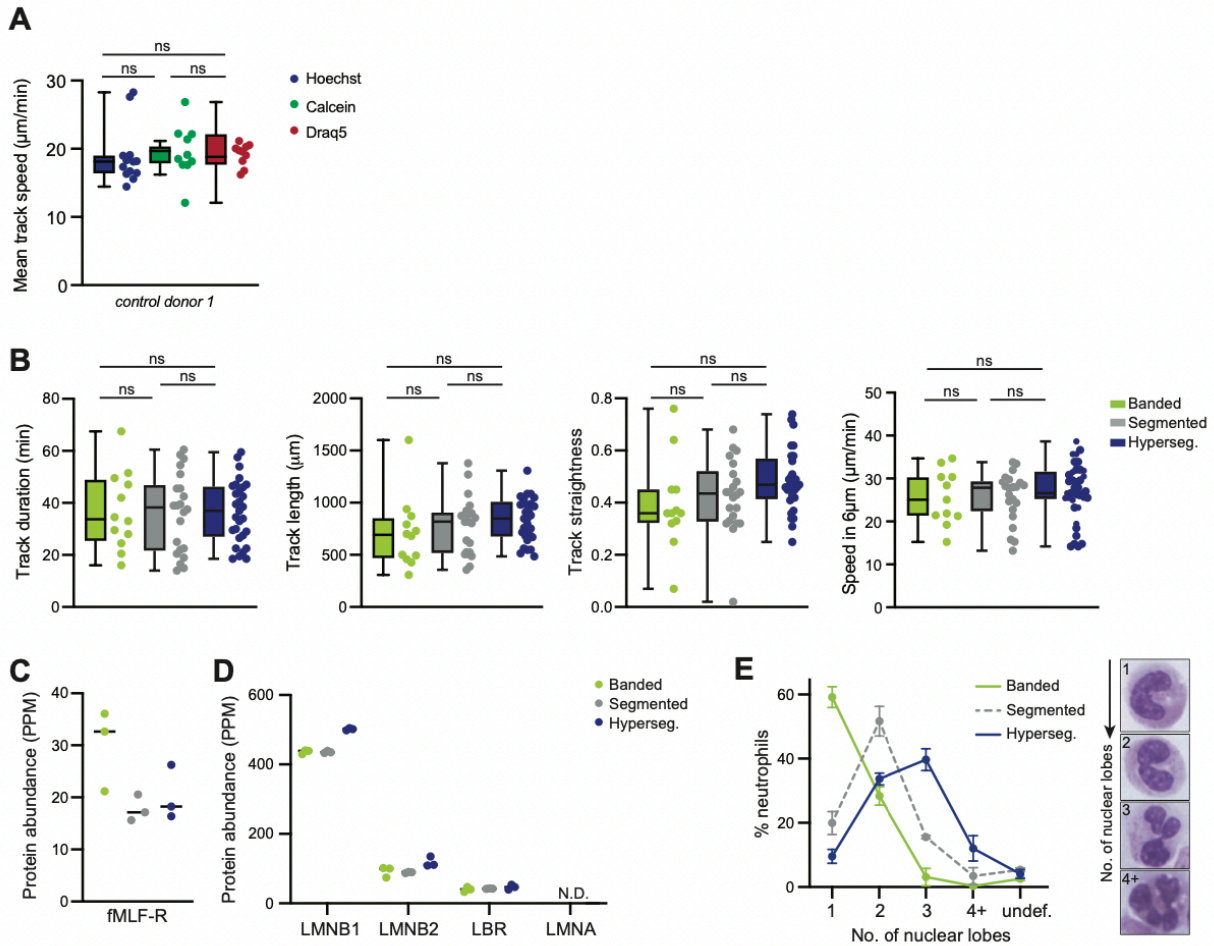 A
ns
ns
ns
Mean track speed (µm/min)
30
20
10
0
control donor 1
Hoechst
Calcein
Draq5
B
ns
ns
ns
Track duration (min)
80
60
40
20
0
ns
ns
ns
Track length (µm)
2000
1500
1000
500
0
ns
ns
ns
Track straightness
0.8
0.6
0.4
0.2
0.0
ns
ns
ns
Speed in 6µm (µm/min)
50
40
30
20
10
0
Banded
Segmented
Hyperseg.
C
Protein abundance (PPM)
40
30
20
10
0
fMLF-R
D
Protein abundance (PPM)
600
400
200
0
N.D.
LMNB1 LMNB2 LBR LMNA
Banded
Segmented
Hyperseg.
E
% neutrophils
60
40
20
0
1 2 3 4+ undef.
No. of nuclear lobes
Banded
Segmented
Hyperseg.
No. of nuclear lobes
1
2
3
4+